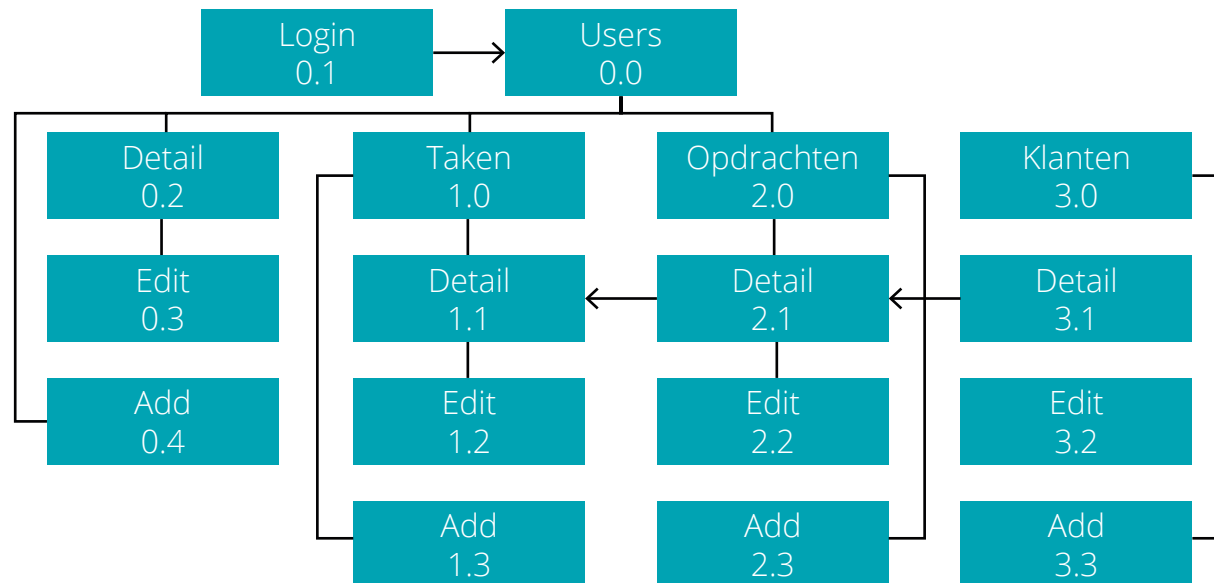 Login
0.1
Users
0.0
Detail
0.2
Taken
1.0
Opdrachten
2.0
Klanten
3.0
Edit
0.3
Detail
1.1
Detail
2.1
Detail
3.1
Add
0.4
Edit
1.2
Edit
2.2
Edit
3.2
Add
1.3
Add
2.3
Add
3.3